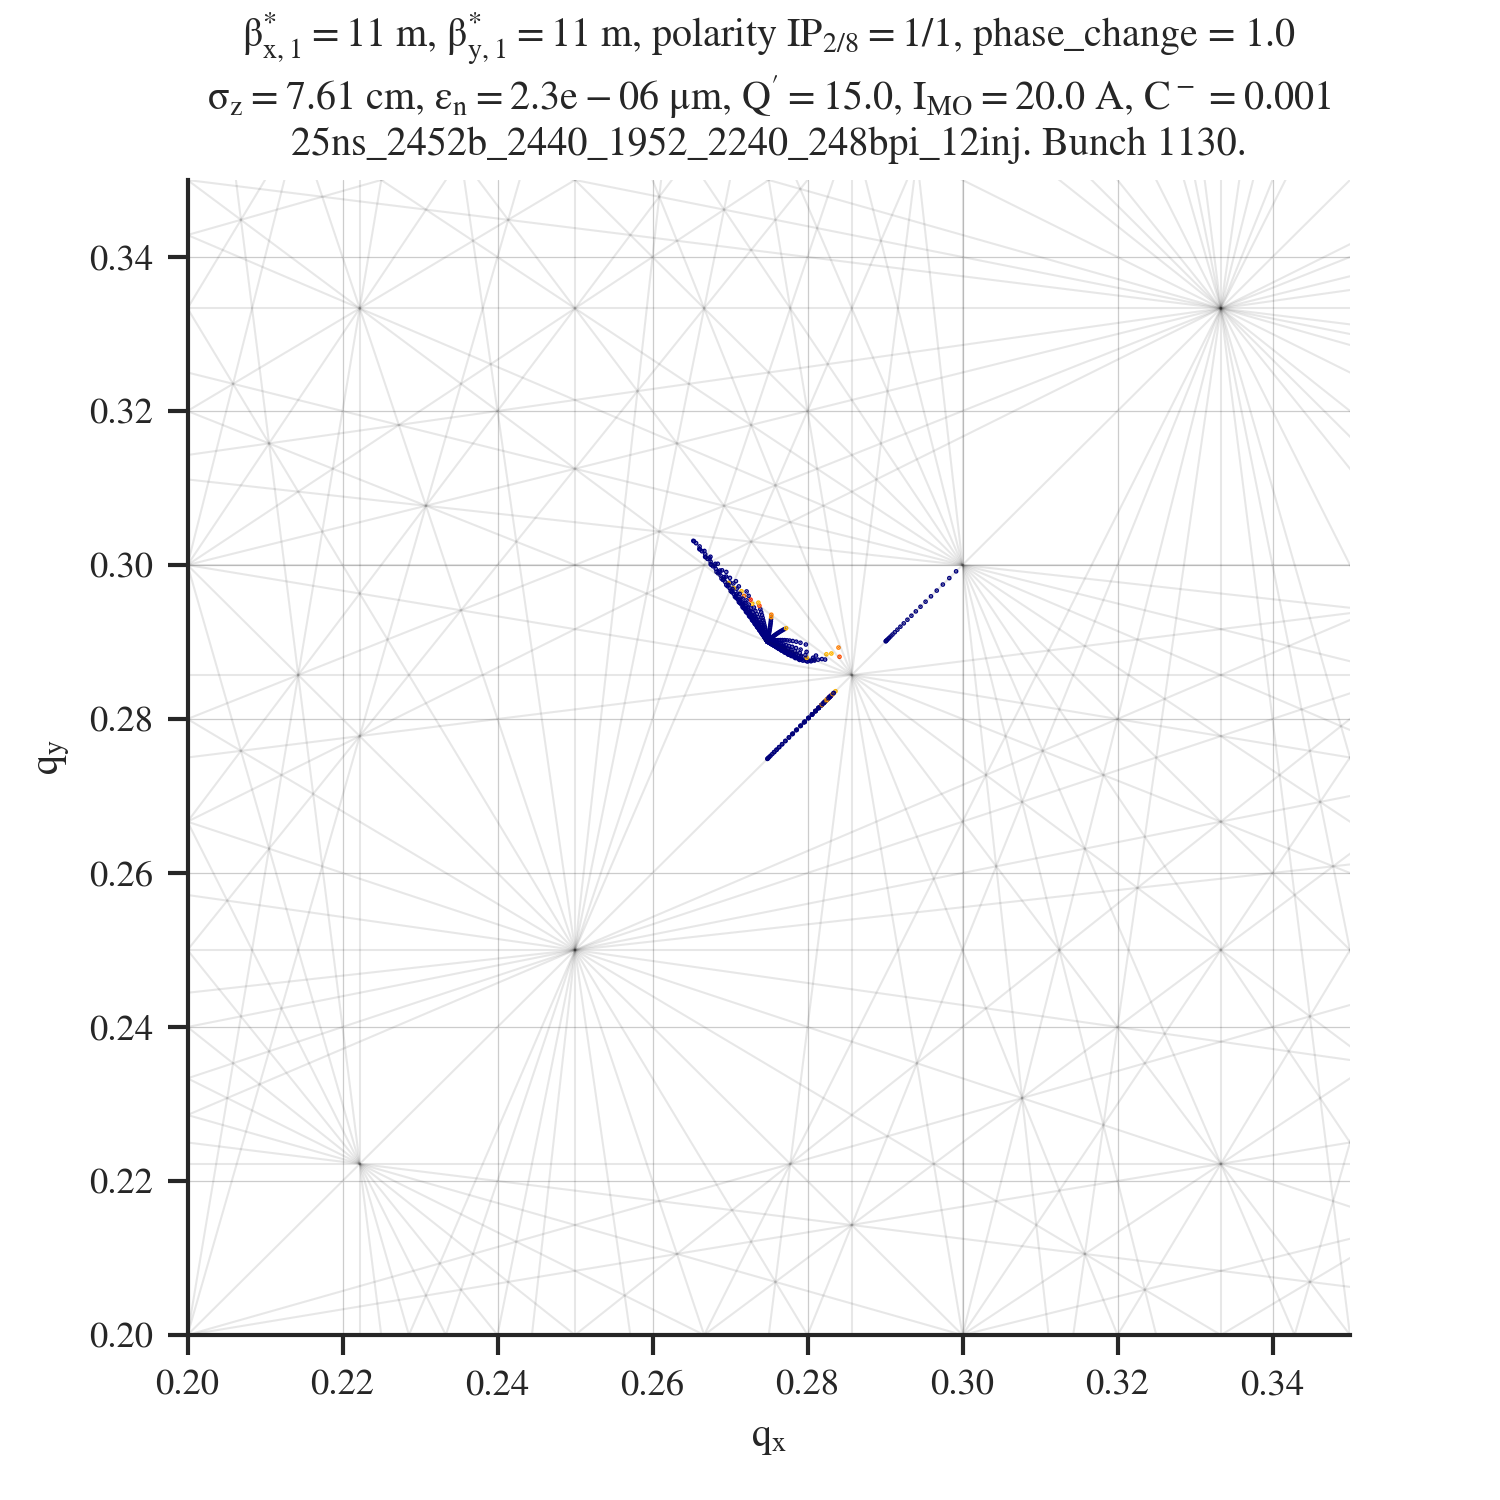 β*x, 1 = 11 m, β*y, 1 = 11 m, polarity IP2/8 = 1/1, phase_change = 1.0
σz = 7.61 cm, εn = 2.3e − 06 μm, Q′ = 15.0, IMO = 20.0 A, C− = 0.001
25ns_2452b_2440_1952_2240_248bpi_12inj. Bunch 1130.
0.34
0.32
0.30
0.28
0.26
0.24
0.22
0.20
qy
0.20 0.22 0.24 0.26 0.28 0.30 0.32 0.34
qx